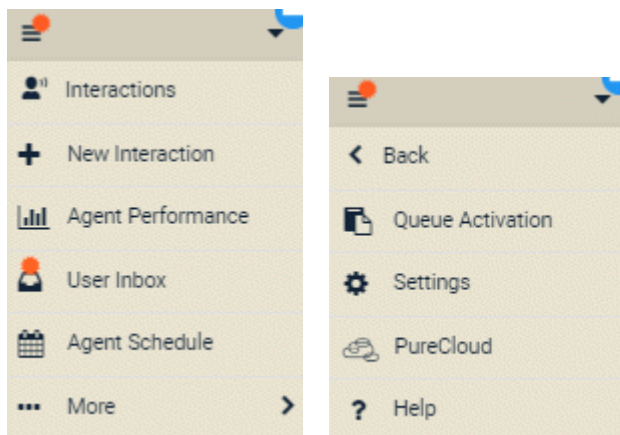 Interactions
New Interaction
Agent Performance
User Inbox
Agent Schedule
More
Back
Queue Activation
Settings
PureCloud
Help